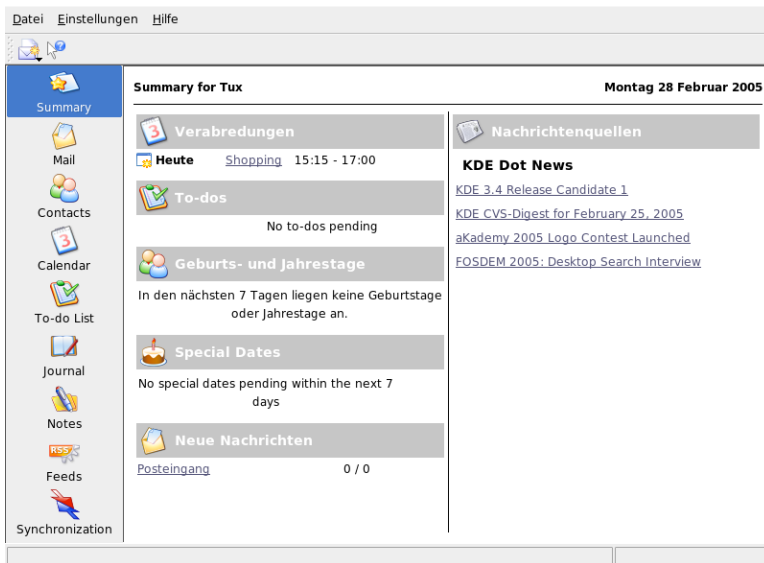 Datei Einstellungen Hilfe
Summary
Mail
Contacts
Calendar
To-do List
Journal
Notes
RSS
Feeds
Synchronization
Summary for Tux
Montag 28 Februar 2005
3 Verabredungen
Heute Shopping 15:15 - 17:00
To-dos
No to-dos pending
Geburts- und Jahrestage
In den nächsten 7 Tagen liegen keine Geburtstage
oder Jahrestage an.
Special Dates
No special dates pending within the next 7
days
Neue Nachrichten
Posteingang 0 / 0
Nachrichtenquellen
KDE Dot News
KDE 3.4 Release Candidate 1
KDE CVS-Digest for February 25, 2005
aKademy 2005 Logo Contest Launched
FOSDEM 2005: Desktop Search Interview